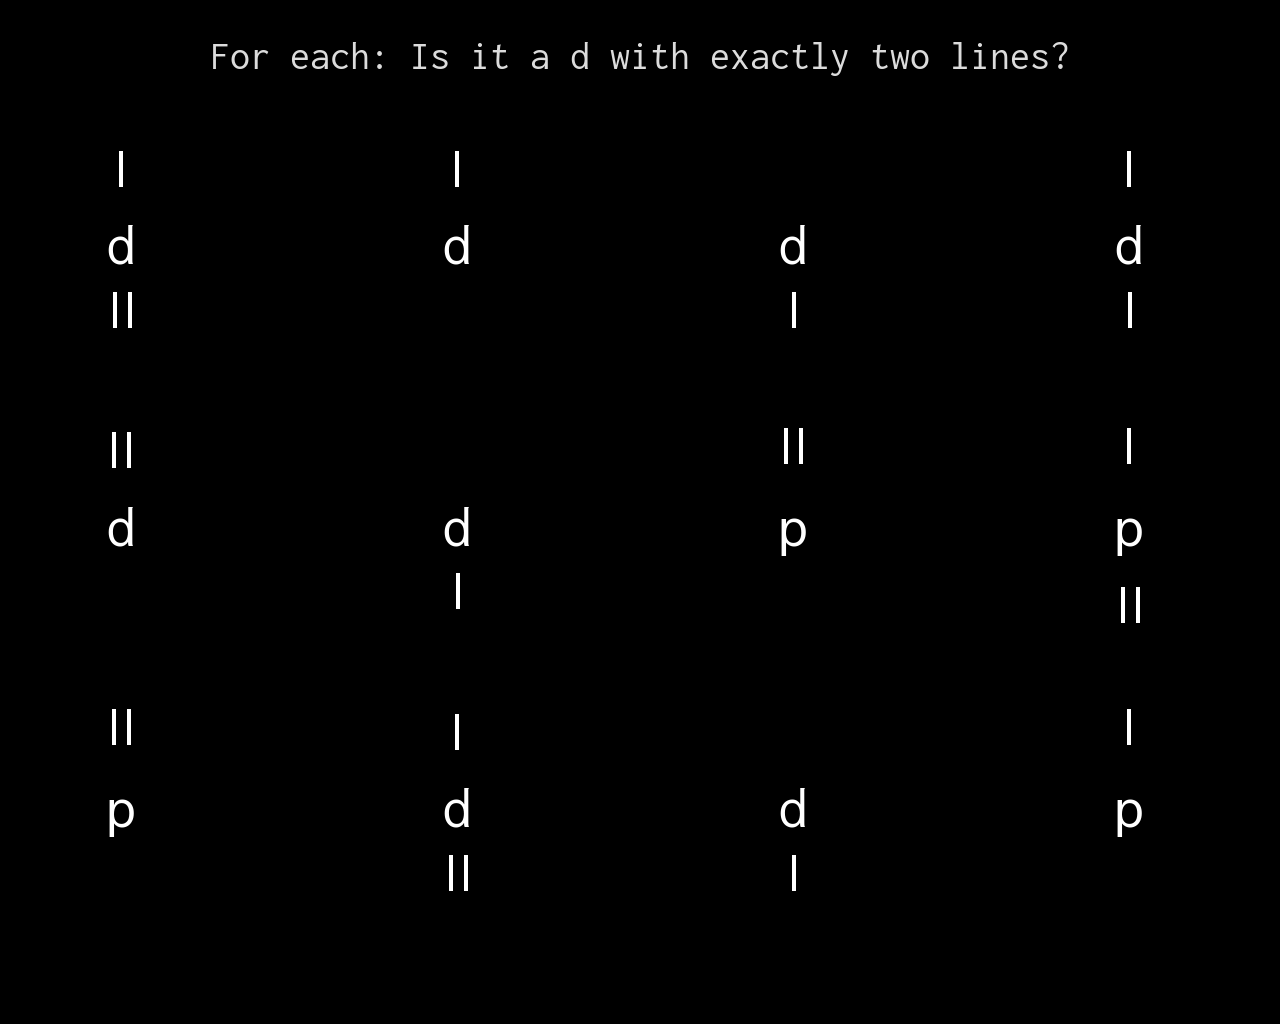 For each: Is it a d with exactly two lines?
| | |
d d d d
|| | |
|| || |
d d p p
| ||
|| | |
p d d p
|| |